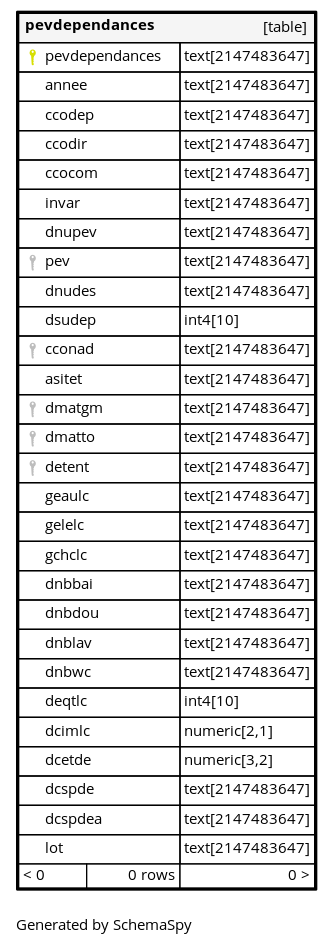 pevdependances [table]
pevdependances text[2147483647]
annee text[2147483647]
ccodep text[2147483647]
ccodir text[2147483647]
ccocom text[2147483647]
invar text[2147483647]
dnupev text[2147483647]
pev text[2147483647]
dnudes text[2147483647]
dsudep int4[10]
cconad text[2147483647]
asitet text[2147483647]
dmatgm text[2147483647]
dmatto text[2147483647]
detent text[2147483647]
geaulc text[2147483647]
gelelc text[2147483647]
gchclc text[2147483647]
dnbbai text[2147483647]
dnbdou text[2147483647]
dnblav text[2147483647]
dnbwc text[2147483647]
deqtlc int4[10]
dcimlc numeric[2,1]
dcetde numeric[3,2]
dcspde text[2147483647]
dcspdea text[2147483647]
lot text[2147483647]
< 0 0 rows 0 >
Generated by SchemaSpy